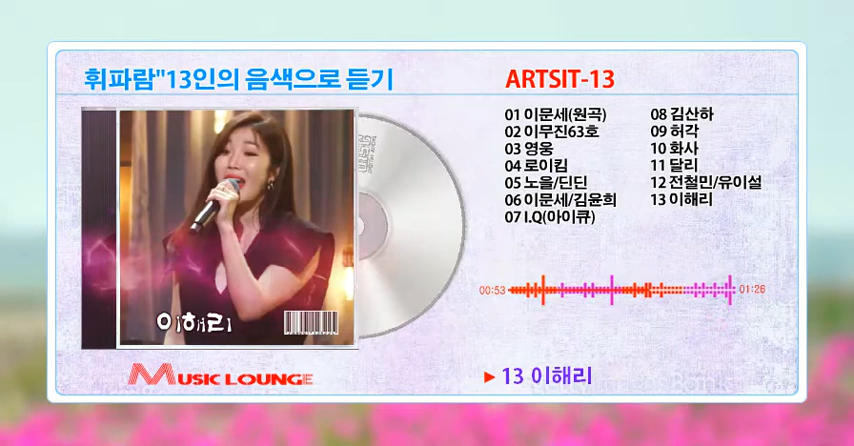 휘파람"13인의 음색으로 듣기
ARTSIT-13
01 이문세(원곡)
02 이무진63호
03 영웅
04 로이킴
05 노을/딘딘
06 이문세/김윤희
07 I.Q(아이큐)
08 김산하
09 허각
10 화사
11 달리
12 전철민/유이설
13 이해리
이해리
00:53
01:26
MUSIC LOUNGE
▶ 13 이해리